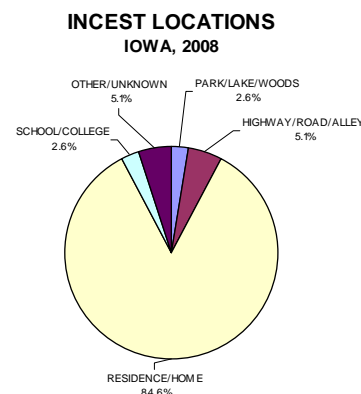 INCEST LOCATIONS
IOWA, 2008
OTHER/UNKNOWN
5.1%
PARK/LAKE/WOODS
2.6%
SCHOOL/COLLEGE
2.6%
HIGHWAY/ROAD/ALLEY
5.1%
RESIDENCE/HOME
84.6%